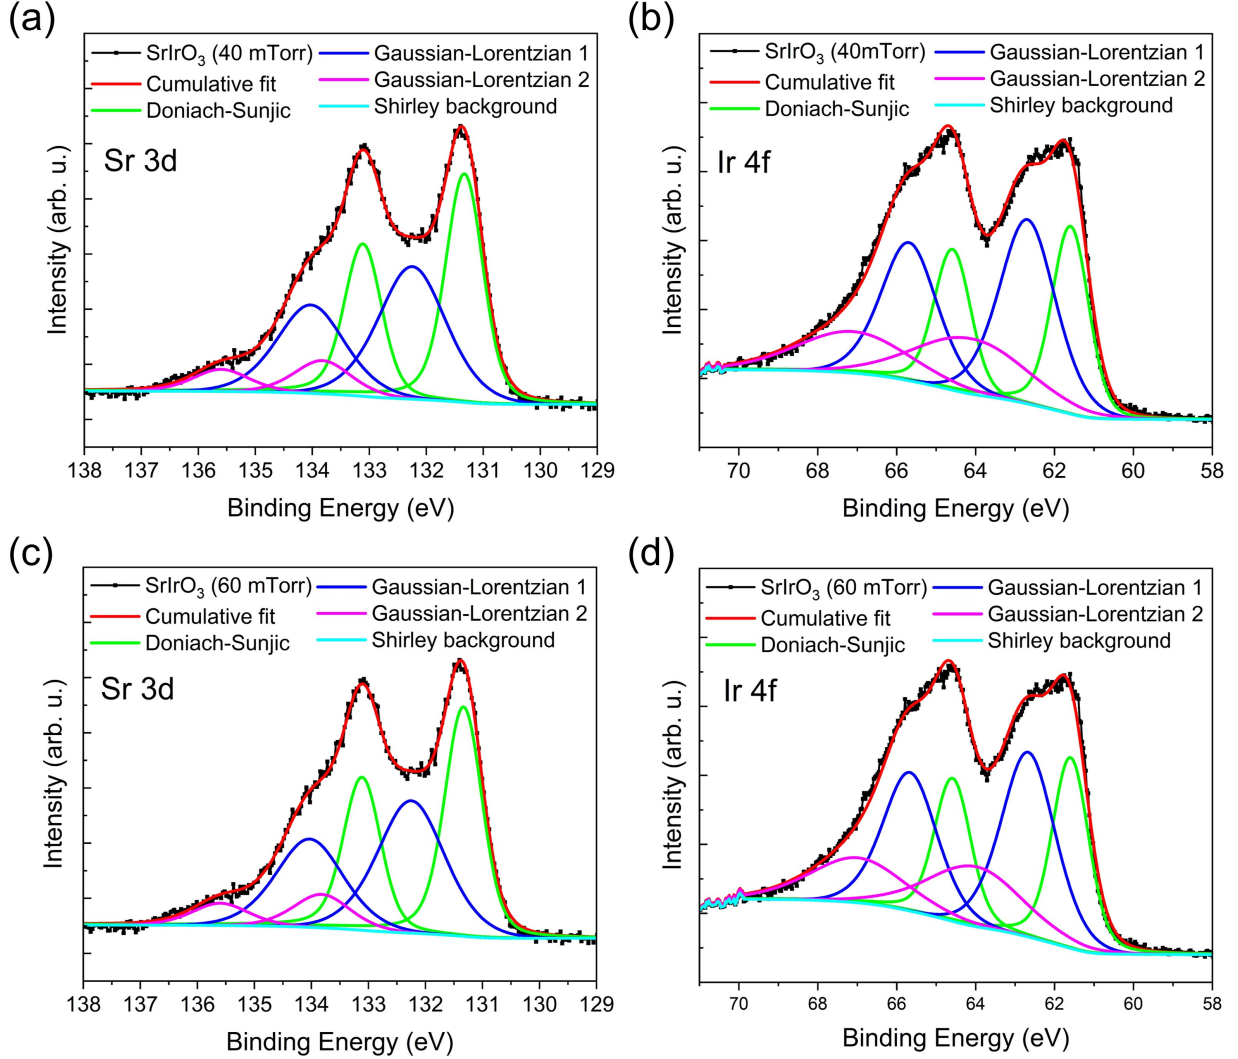 (a)
SrIrO₃ (40 mTorr)
Cumulative fit
Doniach-Sunjic
Gaussian-Lorentzian 1
Gaussian-Lorentzian 2
Shirley background
Sr 3d
Intensity (arb. u.)
138 137 136 135 134 133 132 131 130 129
Binding Energy (eV)
(b)
SrIrO₃ (40mTorr)
Cumulative fit
Doniach-Sunjic
Gaussian-Lorentzian 1
Gaussian-Lorentzian 2
Shirley background
Ir 4f
Intensity (arb. u.)
70 68 66 64 62 60 58
Binding Energy (eV)
(c)
SrIrO₃ (60 mTorr)
Cumulative fit
Doniach-Sunjic
Gaussian-Lorentzian 1
Gaussian-Lorentzian 2
Shirley background
Sr 3d
Intensity (arb. u.)
138 137 136 135 134 133 132 131 130 129
Binding Energy (eV)
(d)
SrIrO₃ (60 mTorr)
Cumulative fit
Doniach-Sunjic
Gaussian-Lorentzian 1
Gaussian-Lorentzian 2
Shirley background
Ir 4f
Intensity (arb. u.)
70 68 66 64 62 60 58
Binding Energy (eV)